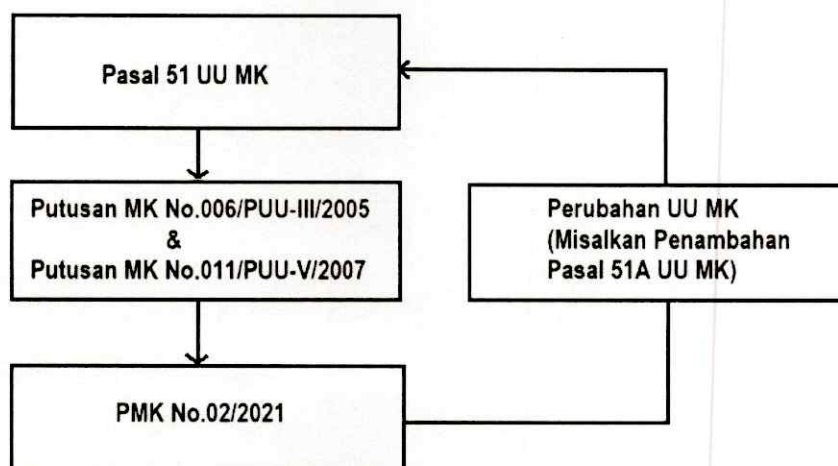 Pasal 51 UU MK
Putusan MK No.006/PUU-III/2005
&
Putusan MK No.011/PUU-V/2007
Perubahan UU MK
(Misalkan Penambahan
Pasal 51A UU MK)
PMK No.02/2021